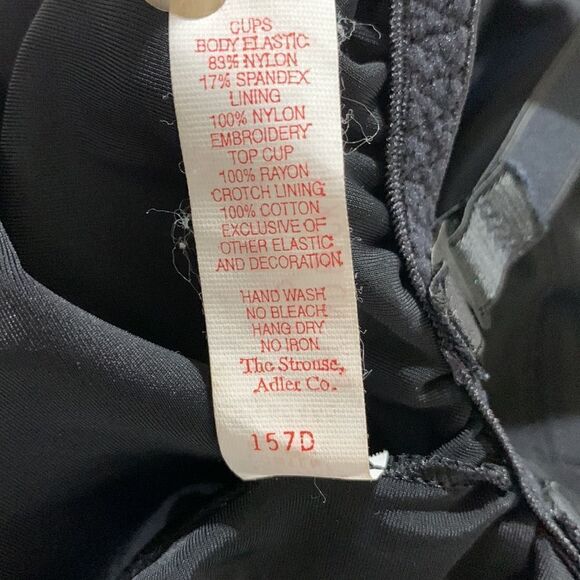 CUPS
BODY ELASTIC
83% NYLON
17% SPANDEX
LINING
100% NYLON
EMBROIDERY
TOP CUP
100% RAYON
CROTCH LINING
100% COTTON
EXCLUSIVE OF
OTHER ELASTIC
AND DECORATION
HAND WASH
NO BLEACH
HANG DRY
NO IRON
The Strouse,
Adler Co.
157D